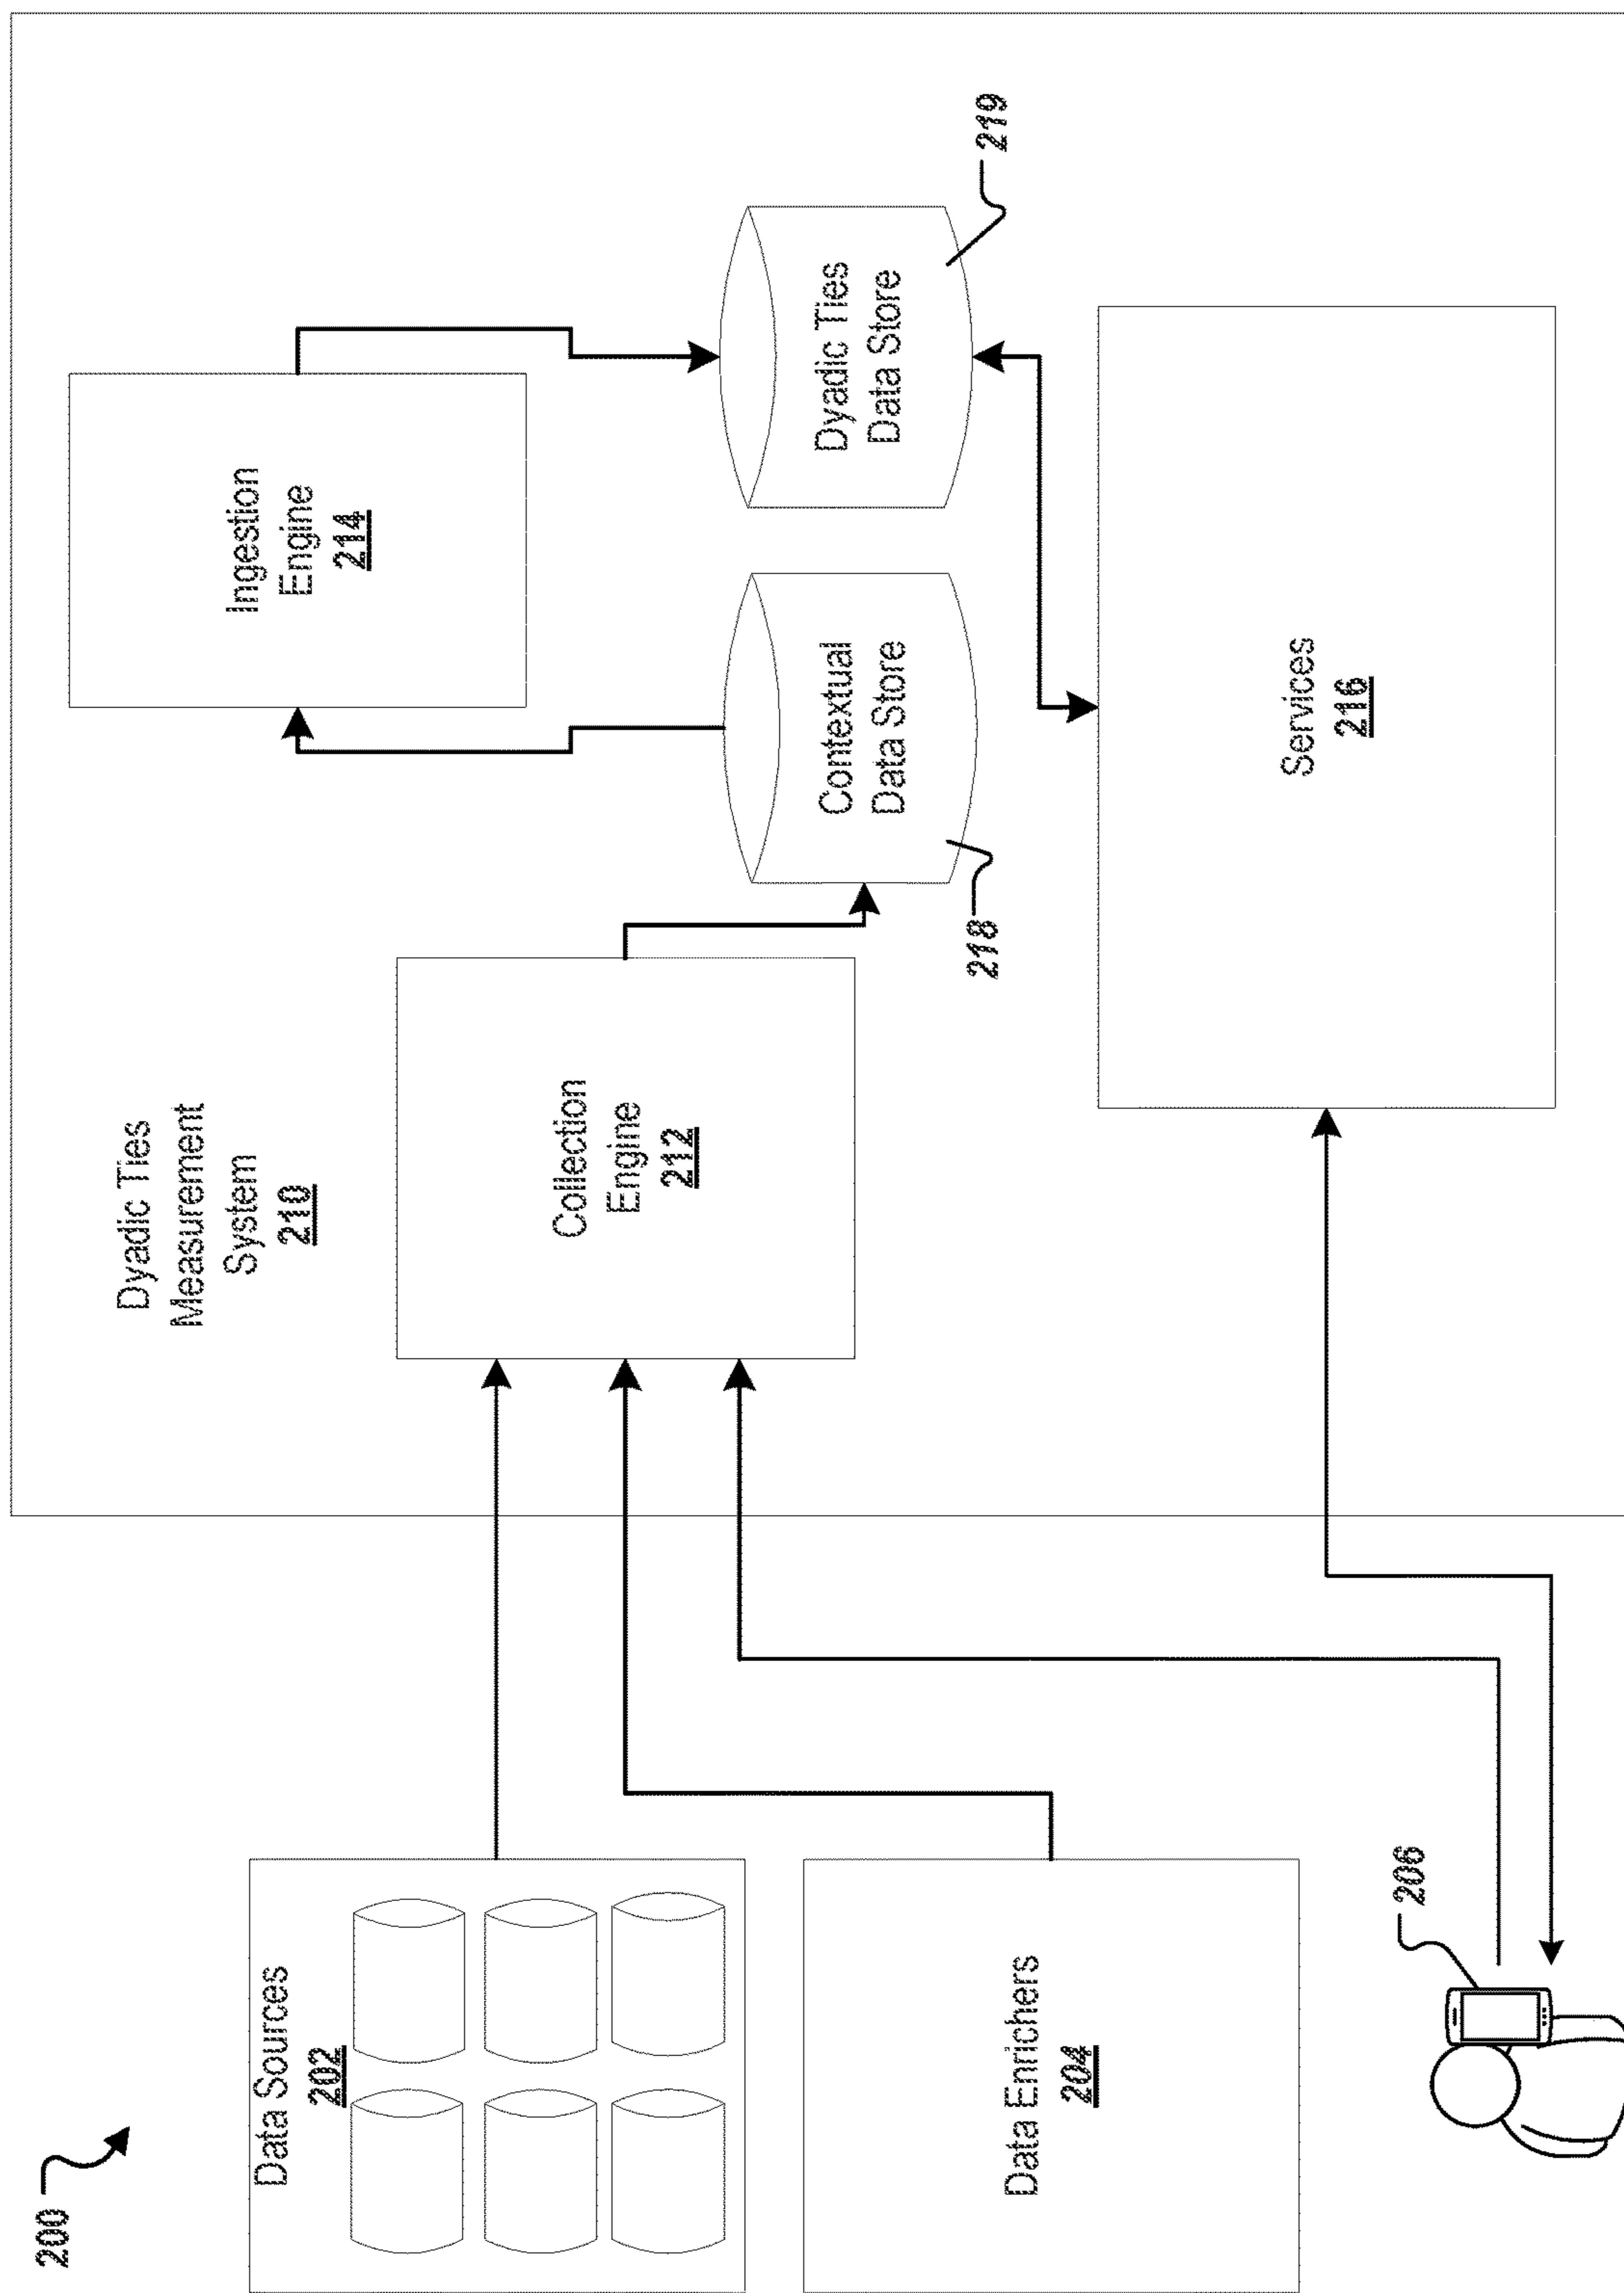 200
Data Sources
202
Data Enrichers
204
206
Dyadic Ties
Measurement
System
210
Collection
Engine
212
Ingestion
Engine
214
Contextual
Data Store
218
Dyadic Ties
Data Store
219
Services
216